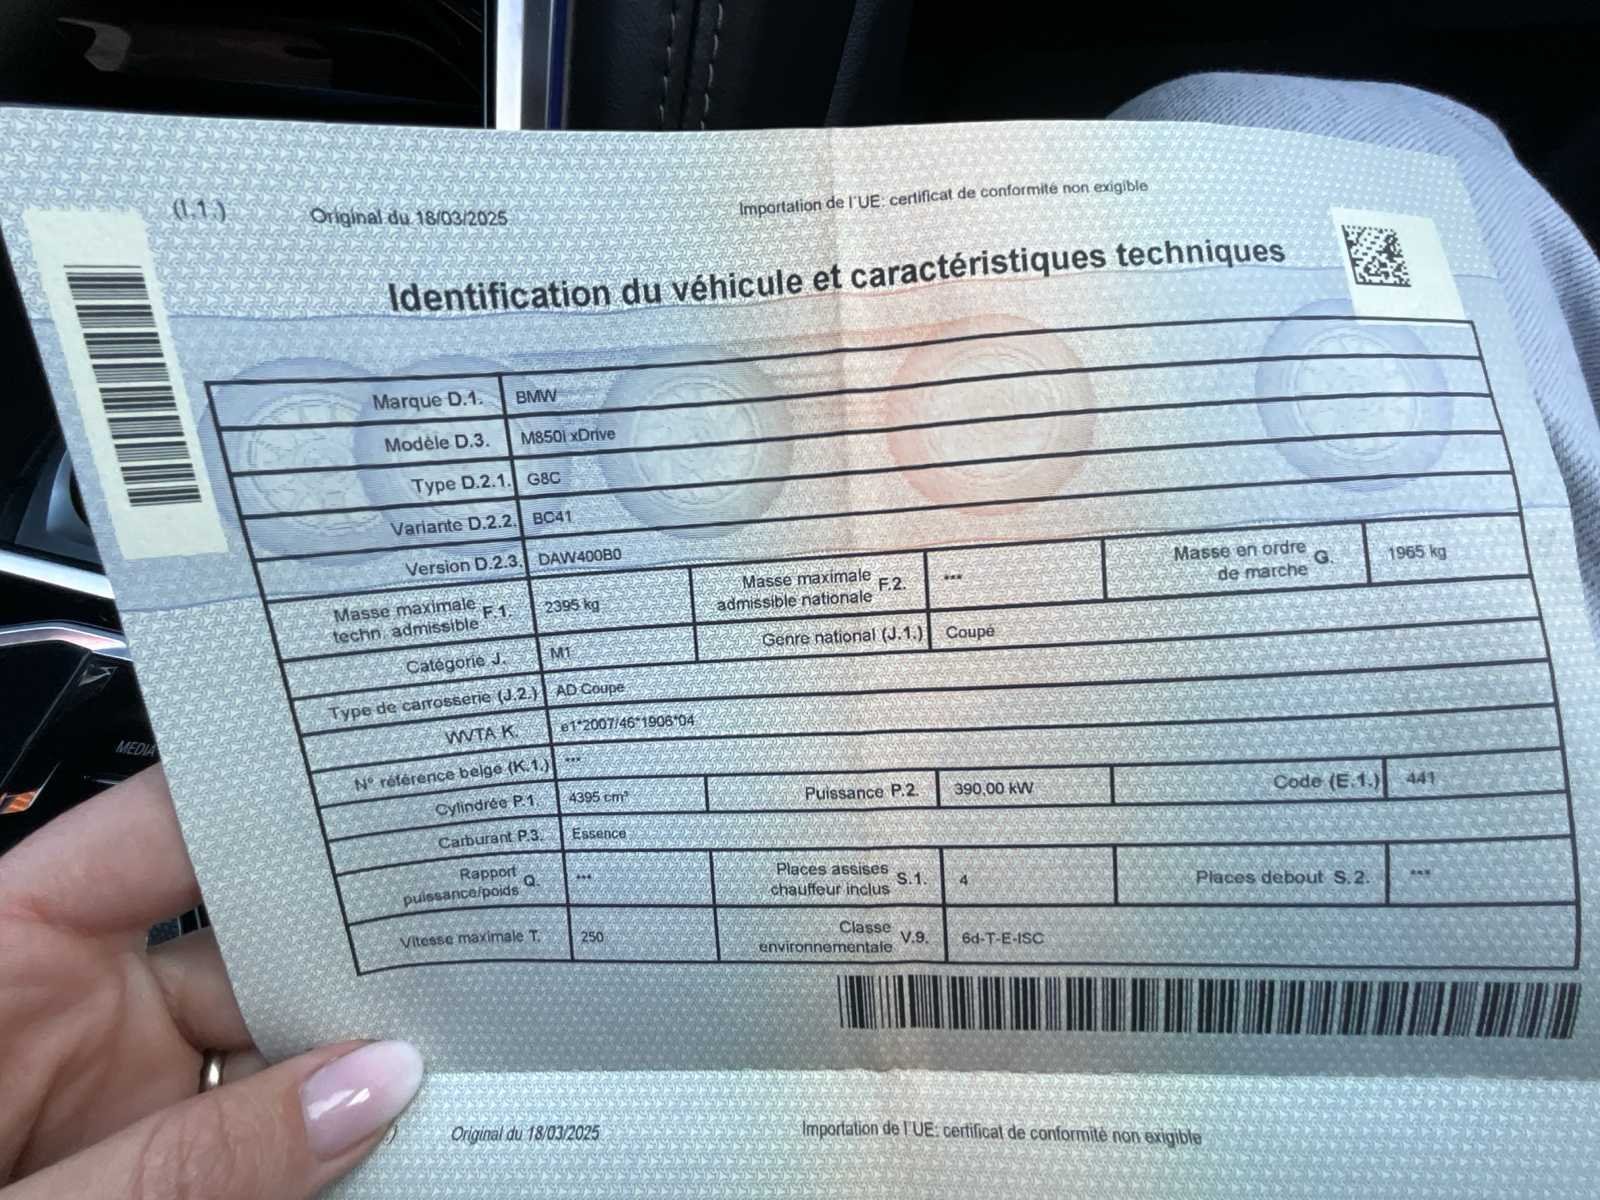 (I.1.) Original du 18/03/2025 Importation de l'UE: certificat de conformité non exigible
Identification du véhicule et caractéristiques techniques
Marque D.1. BMW
Modèle D.3. M850i xDrive
Type D.2.1. G8C
Variante D.2.2. BC41
Version D.2.3. DAW400B0
Masse maximale techn. admissible F.1. 2395 kg Masse maximale admissible nationale F.2. *** Masse en ordre de marche G. 1965 kg
Catégorie J. M1 Genre national (J.1.) Coupé
Type de carrosserie (J.2.) AD Coupe
WVTA K. e1*2007/46*1906*04
N° référence belge (K.1.) ***
Cylindrée P.1. 4395 cm³ Puissance P.2. 390,00 kW Code (E.1.) 441
Carburant P.3. Essence
Rapport puissance/poids Q. *** Places assises chauffeur inclus S.1. 4 Places debout S.2. ***
Vitesse maximale T. 250 Classe environnementale V.9. 6d-T-E-ISC
MEDIA
Original du 18/03/2025 Importation de l'UE: certificat de conformité non exigible